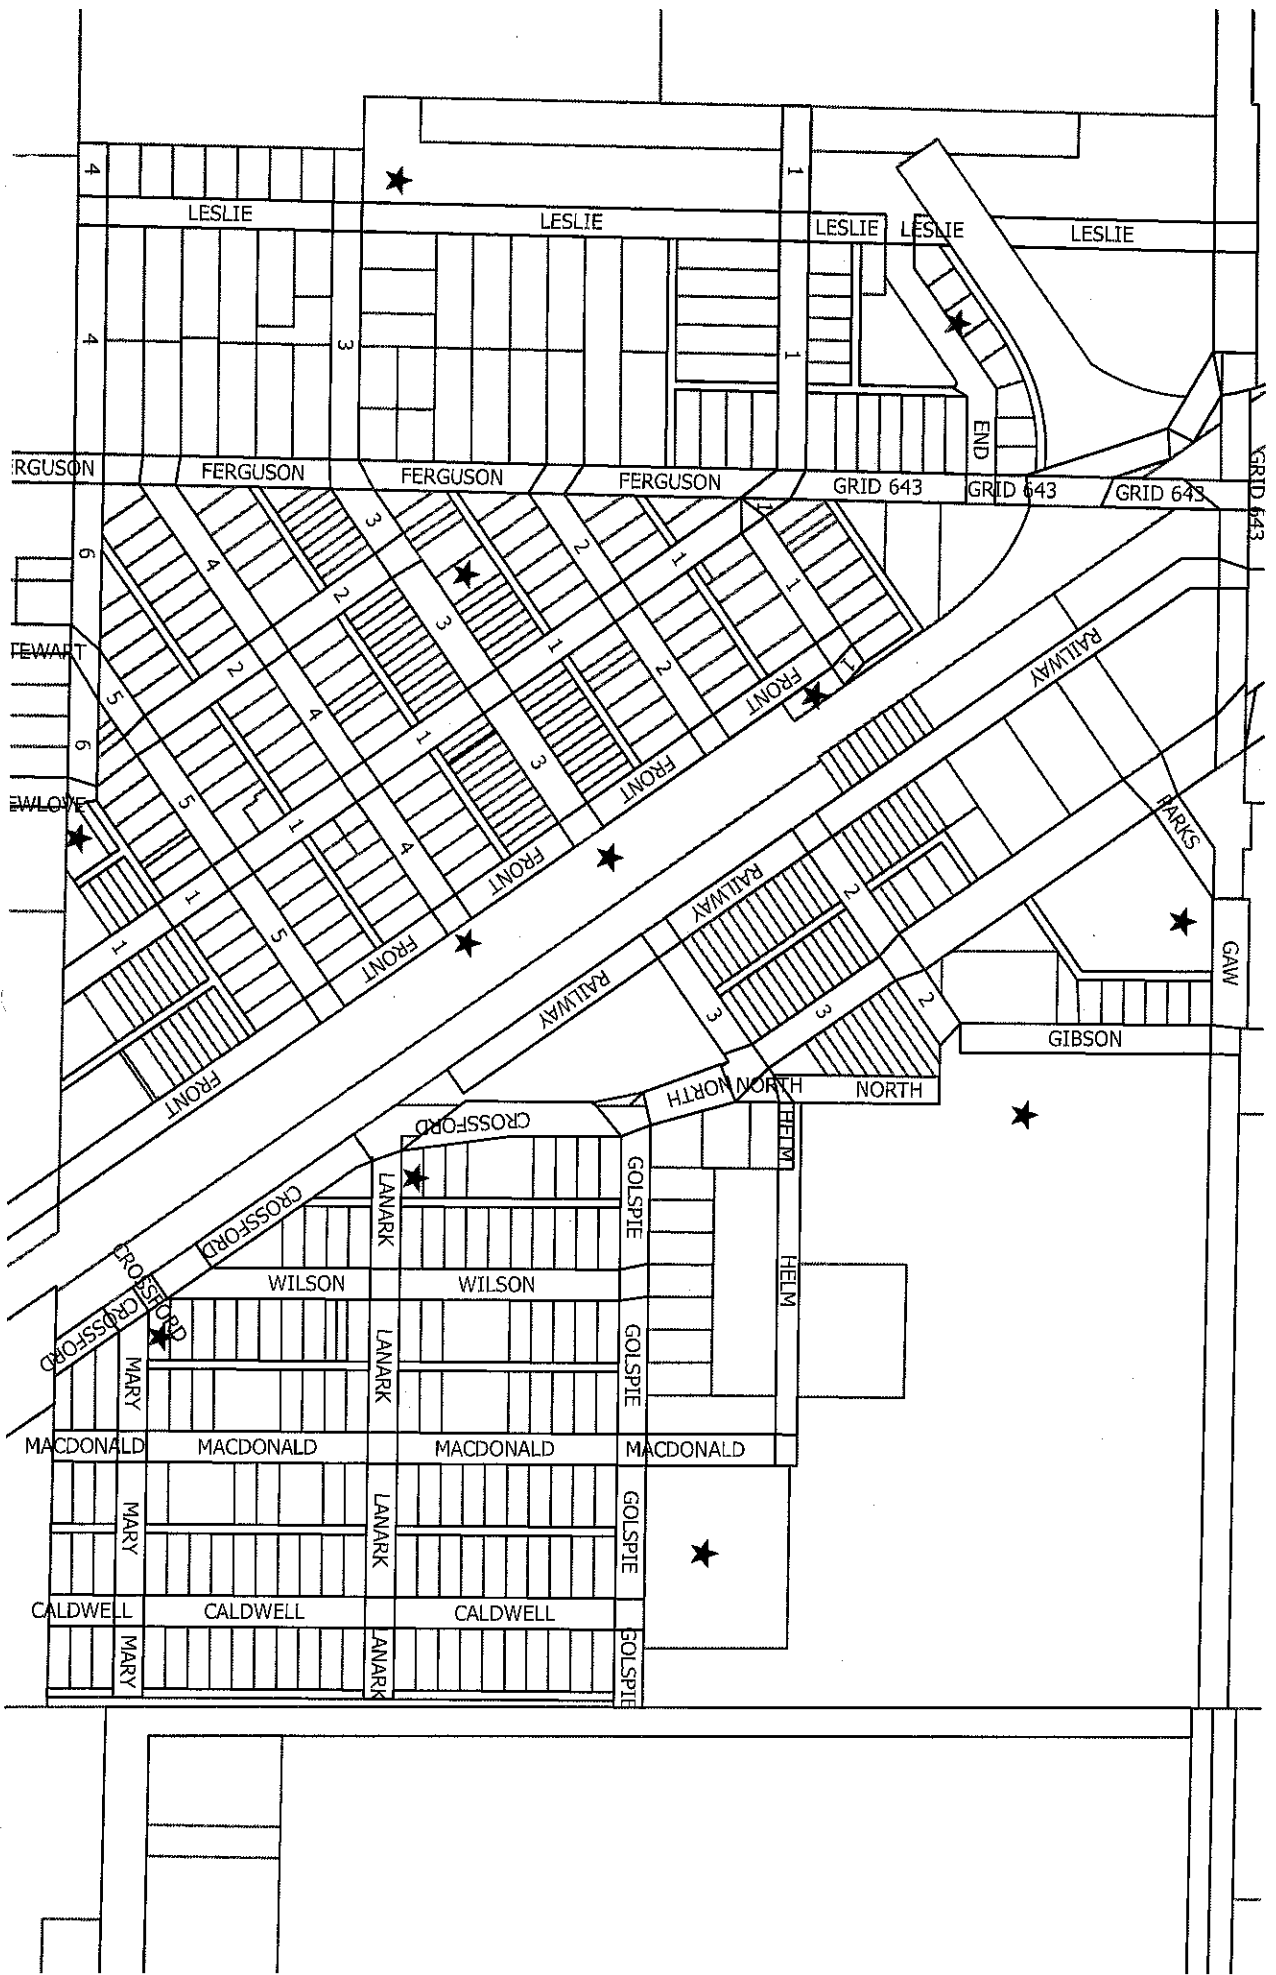 4
1
LESLIE
LESLIE
LESLIE
LESLIE
LESLIE
4
3
1
END
RGUSON
FERGUSON
FERGUSON
FERGUSON
GRID 643
GRID 643
GRID 643
GRID 643
1
3
2
1
6
4
2
1
3
1
TEWART
2
2
1
RAILWAY
5
4
FRONT
6
1
3
FRONT
EWLOVE
5
1
4
FRONT
PARKS
1
RAILWAY
2
5
1
FRONT
GAW
RAILWAY
3
3
2
GIBSON
FRONT
NORTH
NORTH
NORTH
CROSSFORD
HELM
LANARK
GOLSPIE
CROSSFORD
CROSSFORD
WILSON
WILSON
HELM
CROSSFORD
MARY
LANARK
GOLSPIE
MACDONALD
MACDONALD
MACDONALD
MACDONALD
MARY
LANARK
GOLSPIE
CALDWELL
CALDWELL
CALDWELL
MARY
ANARK
GOLSPIE